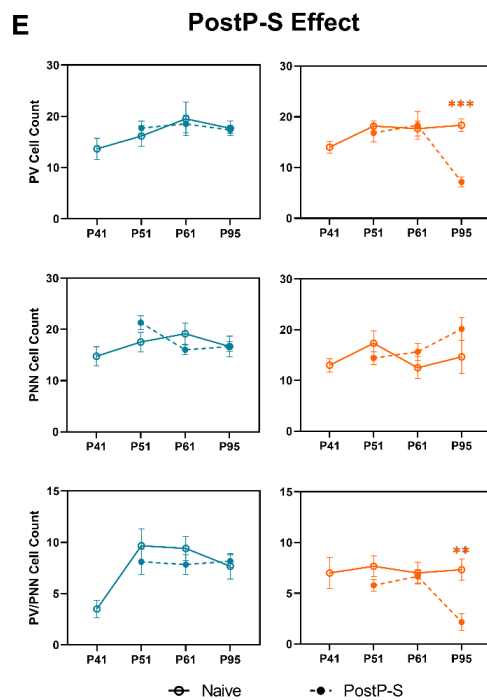 E
PostP-S Effect
PV Cell Count
30
20
10
0
P41 P51 P61 P95
30
20
10
0
***
P41 P51 P61 P95
PNN Cell Count
30
20
10
0
P41 P51 P61 P95
30
20
10
0
P41 P51 P61 P95
PV/PNN Cell Count
15
10
5
0
P41 P51 P61 P95
15
10
5
0
**
P41 P51 P61 P95
Naive PostP-S